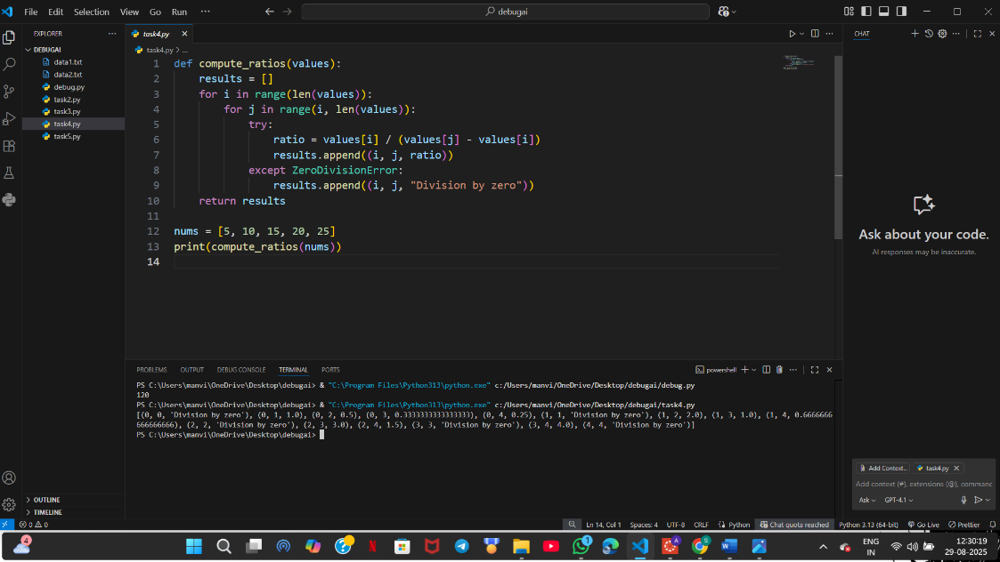 File Edit Selection View Go Run ··· debugai
EXPLORER ···
DEBUGAI
data1.txt
data2.txt
debug.py
task2.py
task3.py
task4.py
task5.py
OUTLINE
TIMELINE
task4.py
task4.py > ...
1 def compute_ratios(values):
2     results = []
3     for i in range(len(values)):
4         for j in range(i, len(values)):
5             try:
6                 ratio = values[i] / (values[j] - values[i])
7                 results.append((i, j, ratio))
8             except ZeroDivisionError:
9                 results.append((i, j, "Division by zero"))
10     return results
11
12 nums = [5, 10, 15, 20, 25]
13 print(compute_ratios(nums))
14
PROBLEMS OUTPUT DEBUG CONSOLE TERMINAL PORTS powershell
PS C:\Users\manvi\OneDrive\Desktop\debugai> & "C:\Program Files\Python313\python.exe" c:/Users/manvi/OneDrive/Desktop/debugai/debug.py
120
PS C:\Users\manvi\OneDrive\Desktop\debugai> & "C:\Program Files\Python313\python.exe" c:/Users/manvi/OneDrive/Desktop/debugai/task4.py
[(0, 0, 'Division by zero'), (0, 1, 1.0), (0, 2, 0.5), (0, 3, 0.3333333333333333), (0, 4, 0.25), (1, 1, 'Division by zero'), (1, 2, 2.0), (1, 3, 1.0), (1, 4, 0.6666666
666666666), (2, 2, 'Division by zero'), (2, 3, 3.0), (2, 4, 1.5), (3, 3, 'Division by zero'), (3, 4, 4.0), (4, 4, 'Division by zero')]
PS C:\Users\manvi\OneDrive\Desktop\debugai>
CHAT
Ask about your code.
AI responses may be inaccurate.
Add Context... task4.py
Add context (#), extensions (@), commanc
Ask GPT-4.1
0 0 Ln 14, Col 1 Spaces: 4 UTF-8 CRLF Python Chat quota reached Python 3.13 (64-bit) Go Live Prettier
4 1 A S ENG 12:30:19
IN 29-08-2025